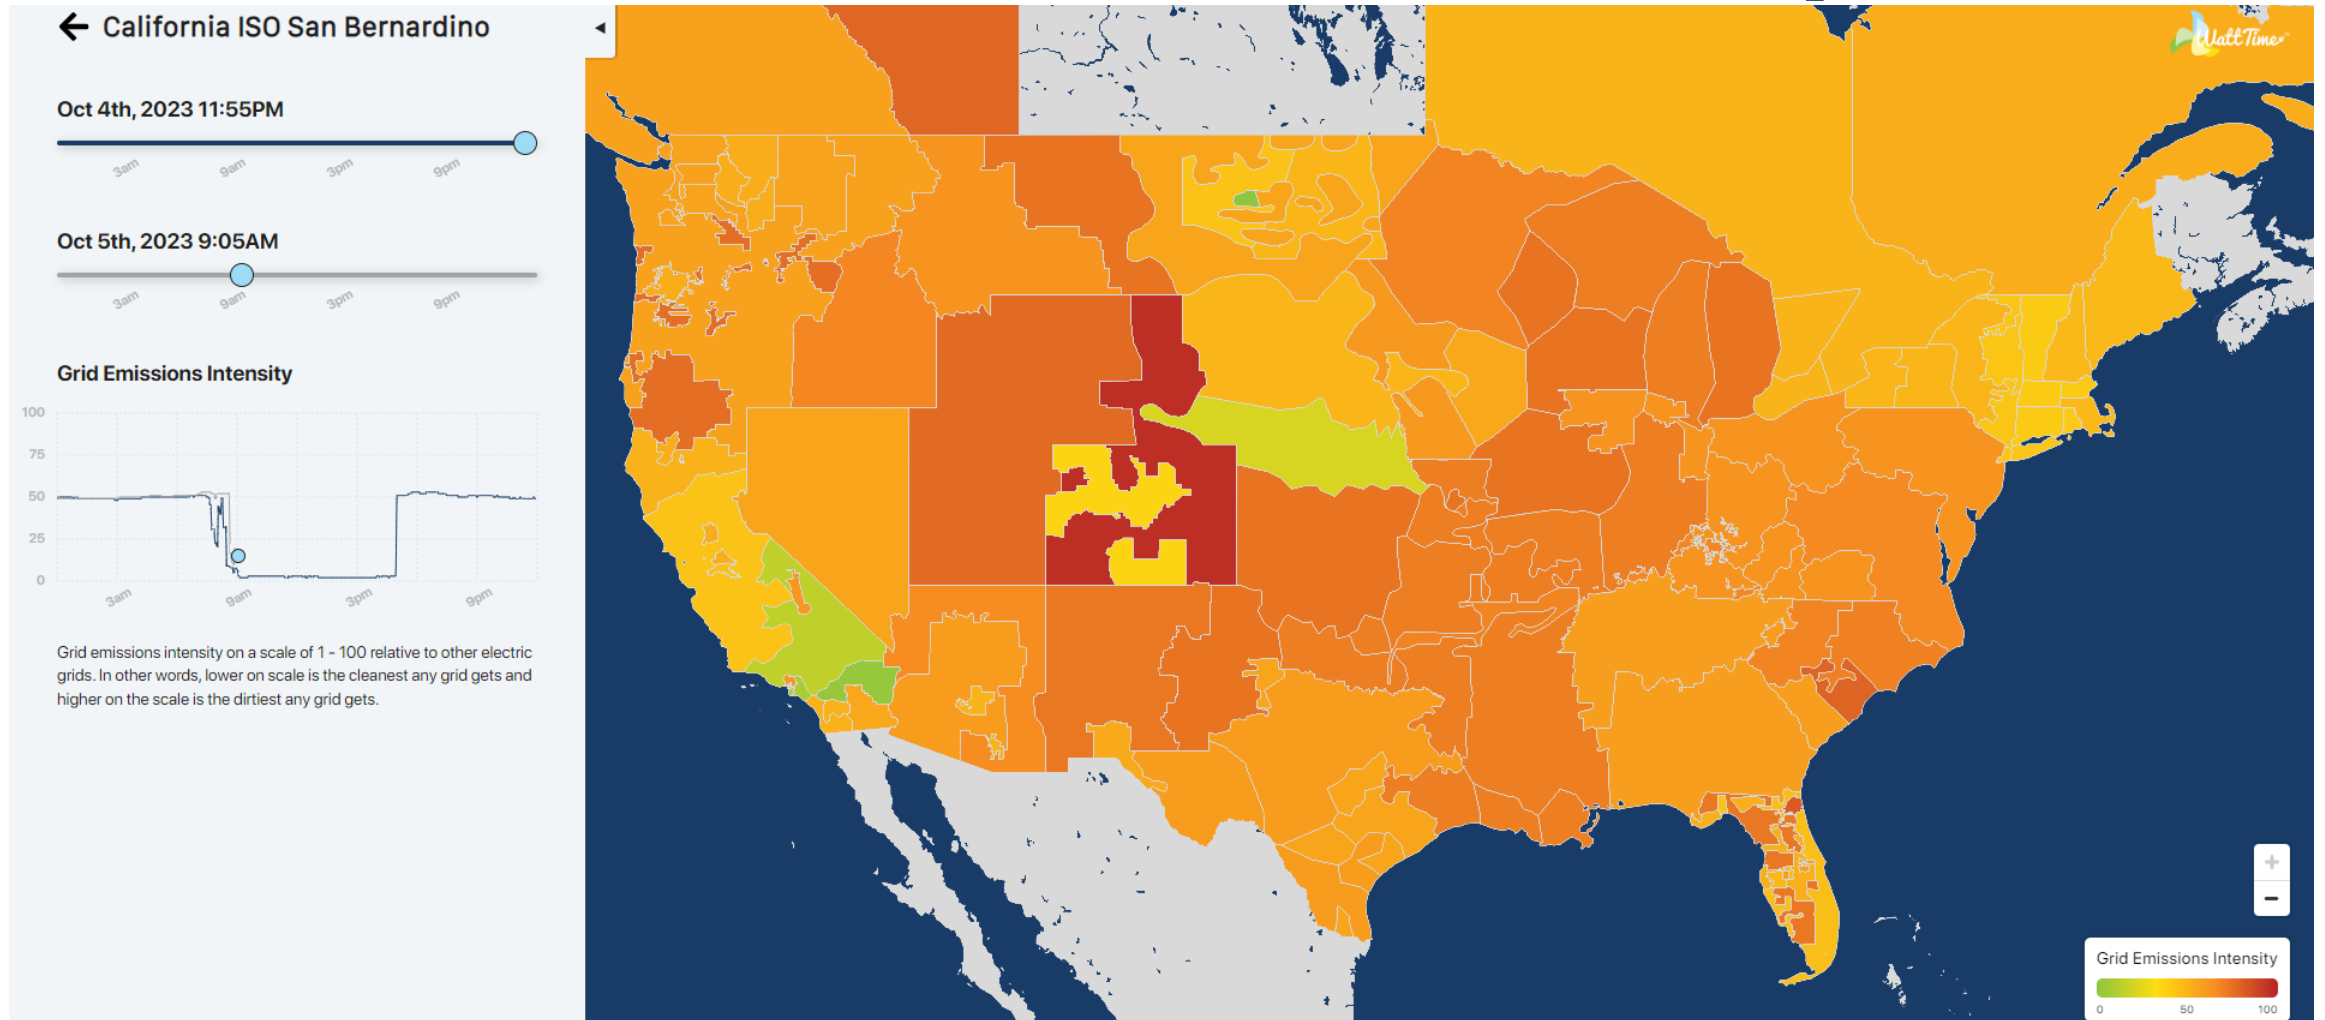 California ISO San Bernardino
Oct 4th, 2023 11:55PM
3am 9am 3pm 9pm
Oct 5th, 2023 9:05AM
3am 9am 3pm 9pm
Grid Emissions Intensity
100
75
50
25
0
3am 9am 3pm 9pm
Grid emissions intensity on a scale of 1 - 100 relative to other electric
grids. In other words, lower on scale is the cleanest any grid gets and
higher on the scale is the dirtiest any grid gets.
WattTime
+
−
Grid Emissions Intensity
0 50 100